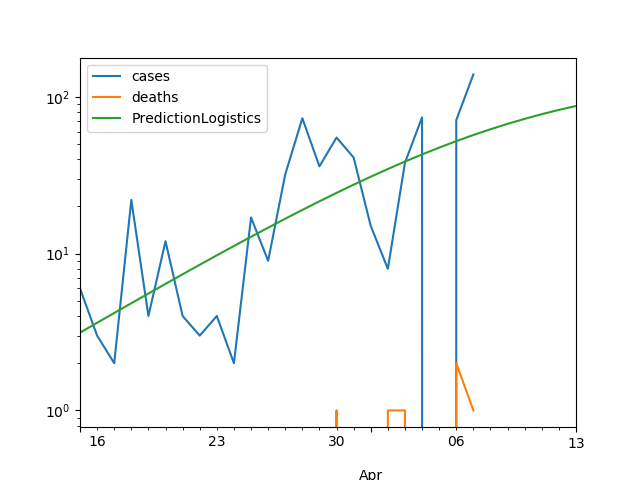 cases
deaths
PredictionLogistics
10²
10¹
10⁰
16 23 30 06 13
Apr